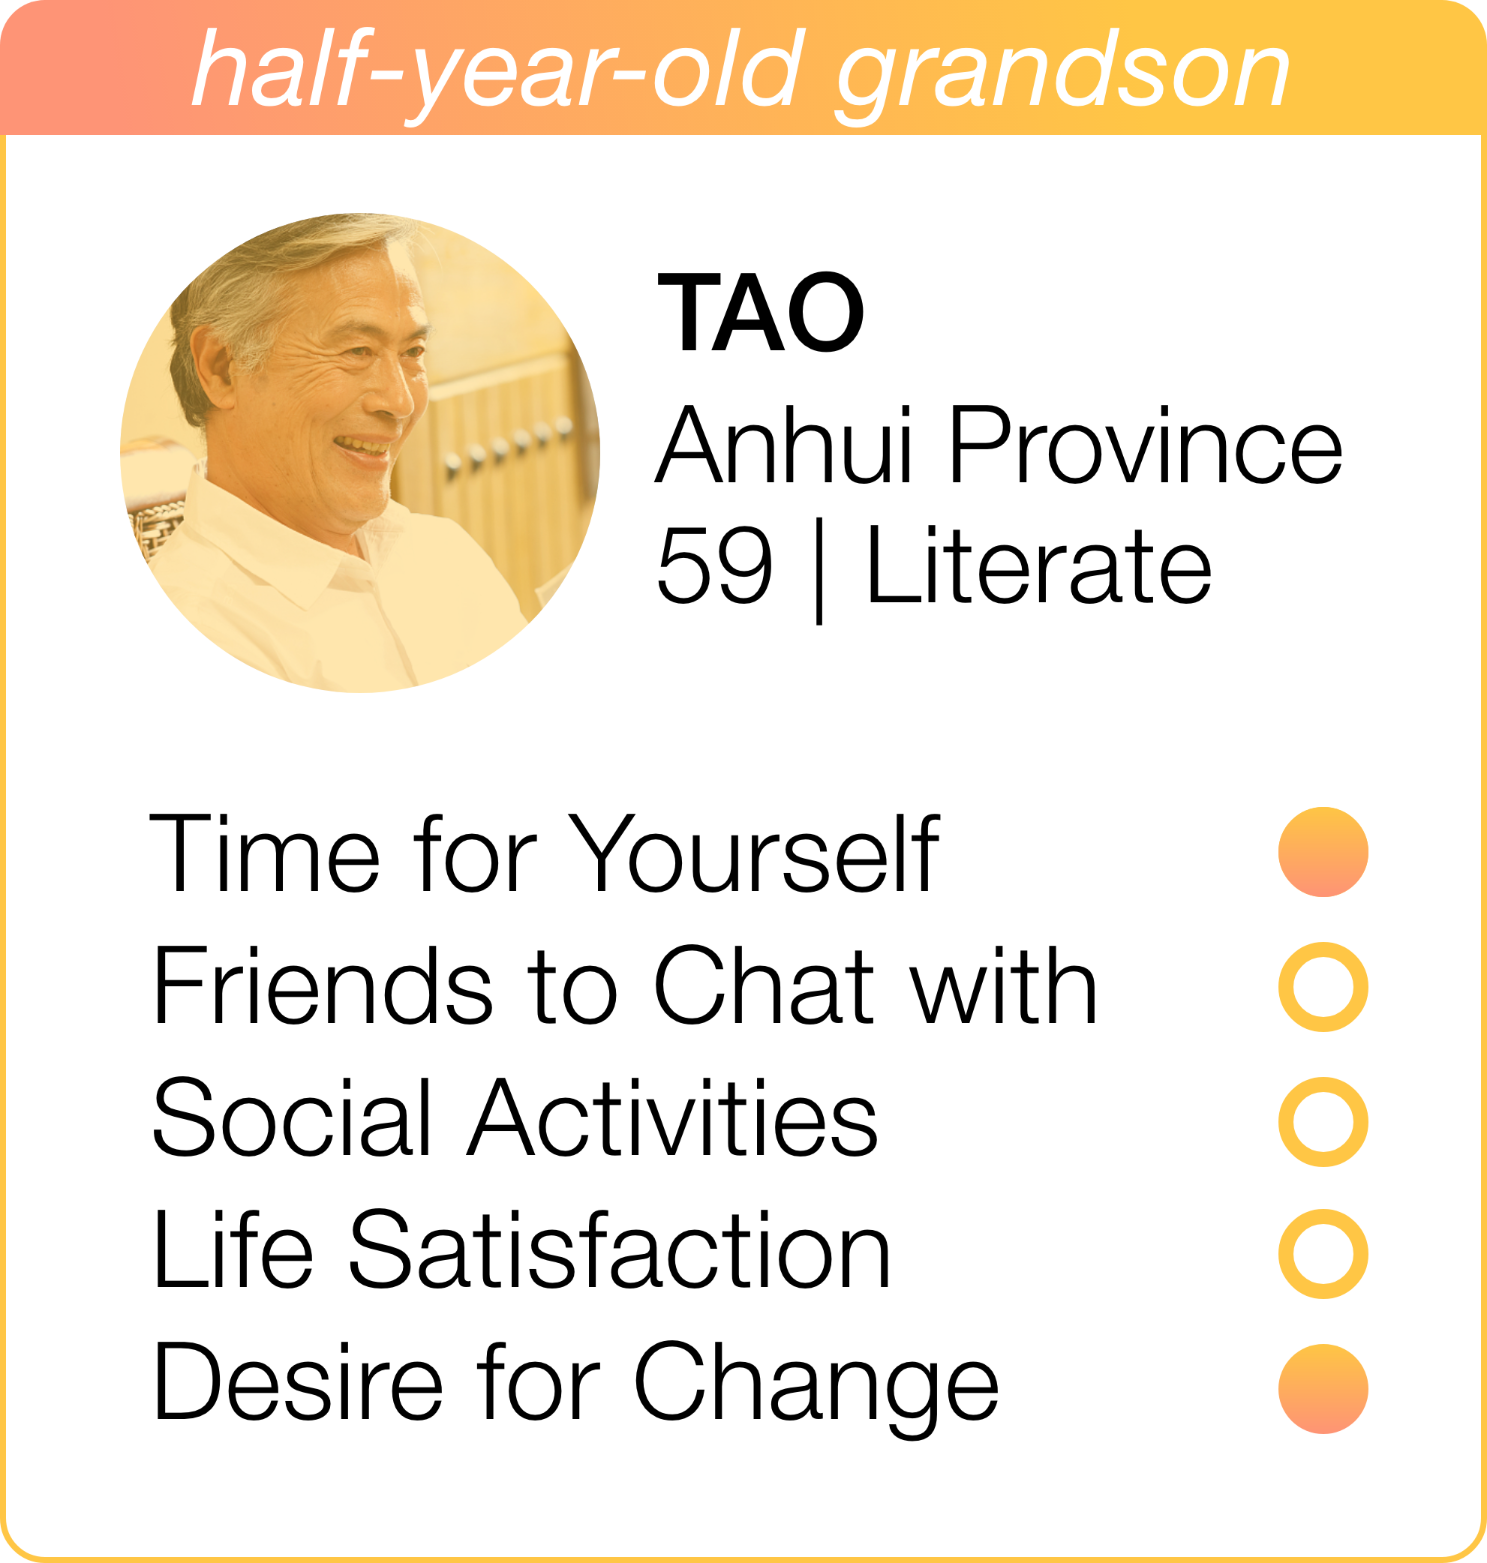 half-year-old grandson
TAO
Anhui Province
59 | Literate
Time for Yourself
Friends to Chat with
Social Activities
Life Satisfaction
Desire for Change